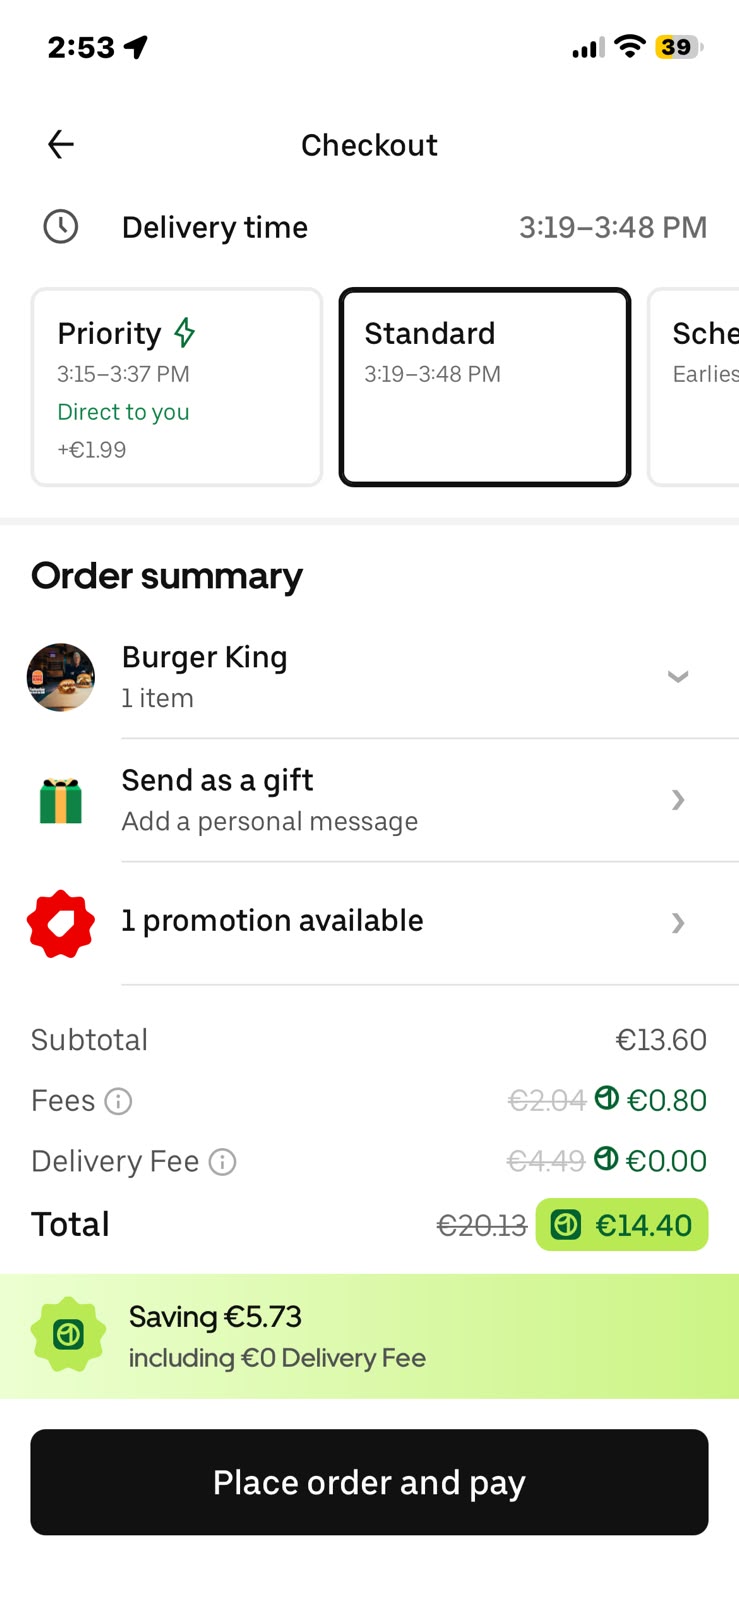 2:53
39
Checkout
Delivery time
3:19–3:48 PM
Priority
3:15–3:37 PM
Direct to you
+€1.99
Standard
3:19–3:48 PM
Sche
Earlies
Order summary
Burger King
1 item
Send as a gift
Add a personal message
1 promotion available
Subtotal €13.60
Fees €2.04 €0.80
Delivery Fee €4.49 €0.00
Total €20.13 €14.40
Saving €5.73
including €0 Delivery Fee
Place order and pay